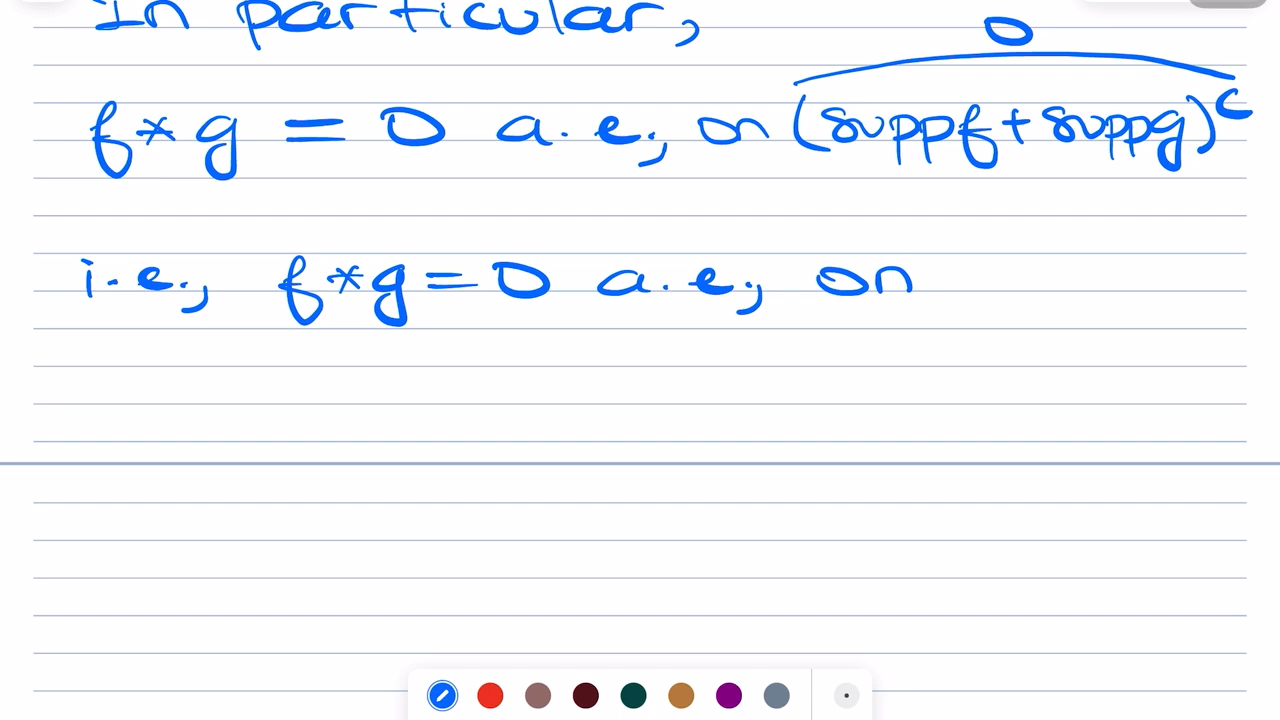 In particular,
o
f*g = 0 a.e., on (suppf + suppg)^c
i.e., f*g = 0 a.e., on